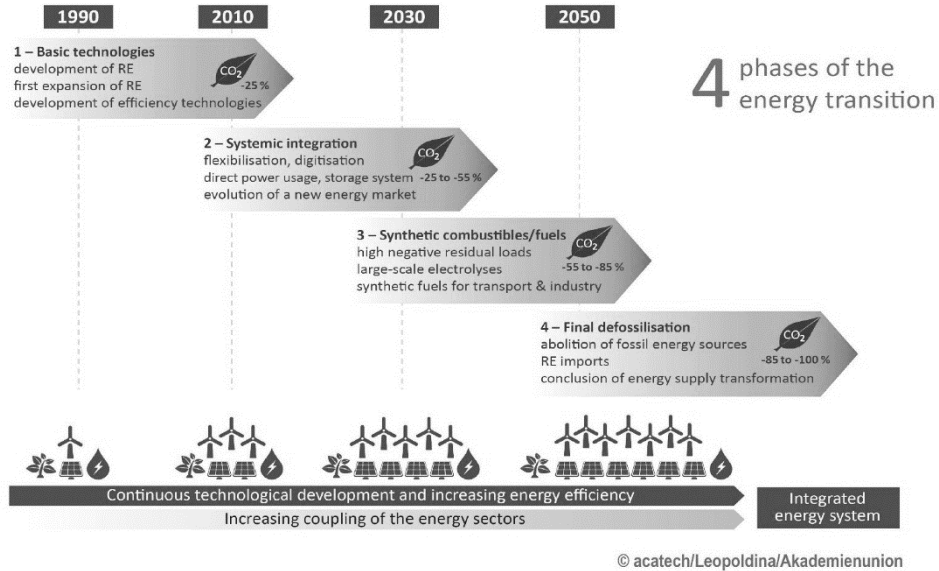 1990
2010
2030
2050
4 phases of the
energy transition
1 – Basic technologies
development of RE
first expansion of RE
development of efficiency technologies
CO2
-25 %
2 – Systemic integration
flexibilisation, digitisation
direct power usage, storage system
evolution of a new energy market
CO2
-25 to -55 %
3 – Synthetic combustibles/fuels
high negative residual loads
large-scale electrolyses
synthetic fuels for transport & industry
CO2
-55 to -85 %
4 – Final defossilisation
abolition of fossil energy sources
RE imports
conclusion of energy supply transformation
CO2
-85 to -100 %
Continuous technological development and increasing energy efficiency
Increasing coupling of the energy sectors
Integrated
energy system
© acatech/Leopoldina/Akademienunion